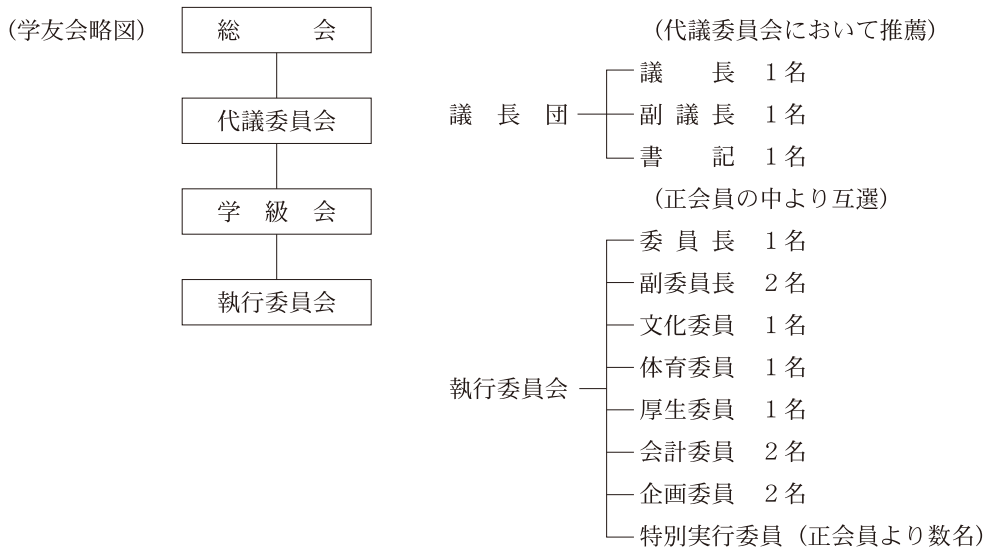 (学友会略図)
総会
代議委員会
学級会
執行委員会
(代議委員会において推薦)
議長団
議長 1名
副議長 1名
書記 1名
(正会員の中より互選)
執行委員会
委員長 1名
副委員長 2名
文化委員 1名
体育委員 1名
厚生委員 1名
会計委員 2名
企画委員 2名
特別実行委員 (正会員より数名)